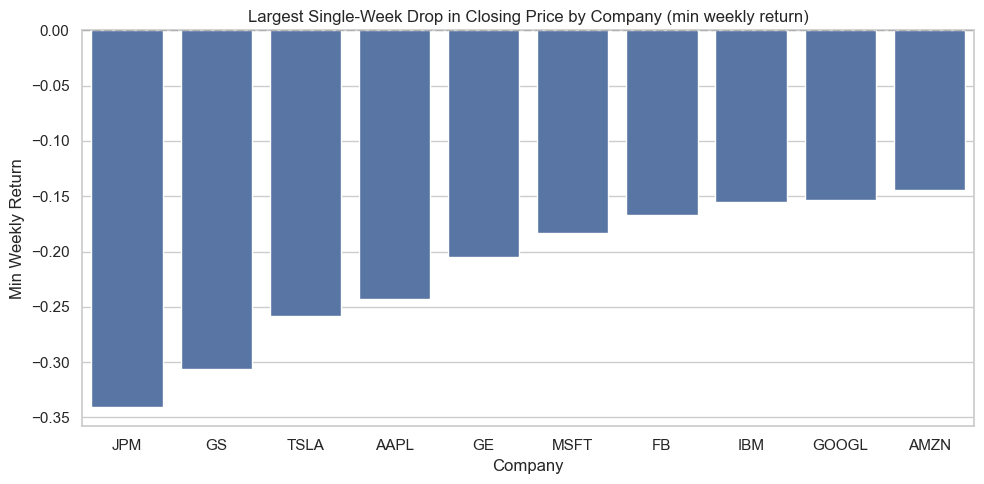 Largest Single-Week Drop in Closing Price by Company (min weekly return)
Min Weekly Return
0.00
−0.05
−0.10
−0.15
−0.20
−0.25
−0.30
−0.35
JPM GS TSLA AAPL GE MSFT FB IBM GOOGL AMZN
Company